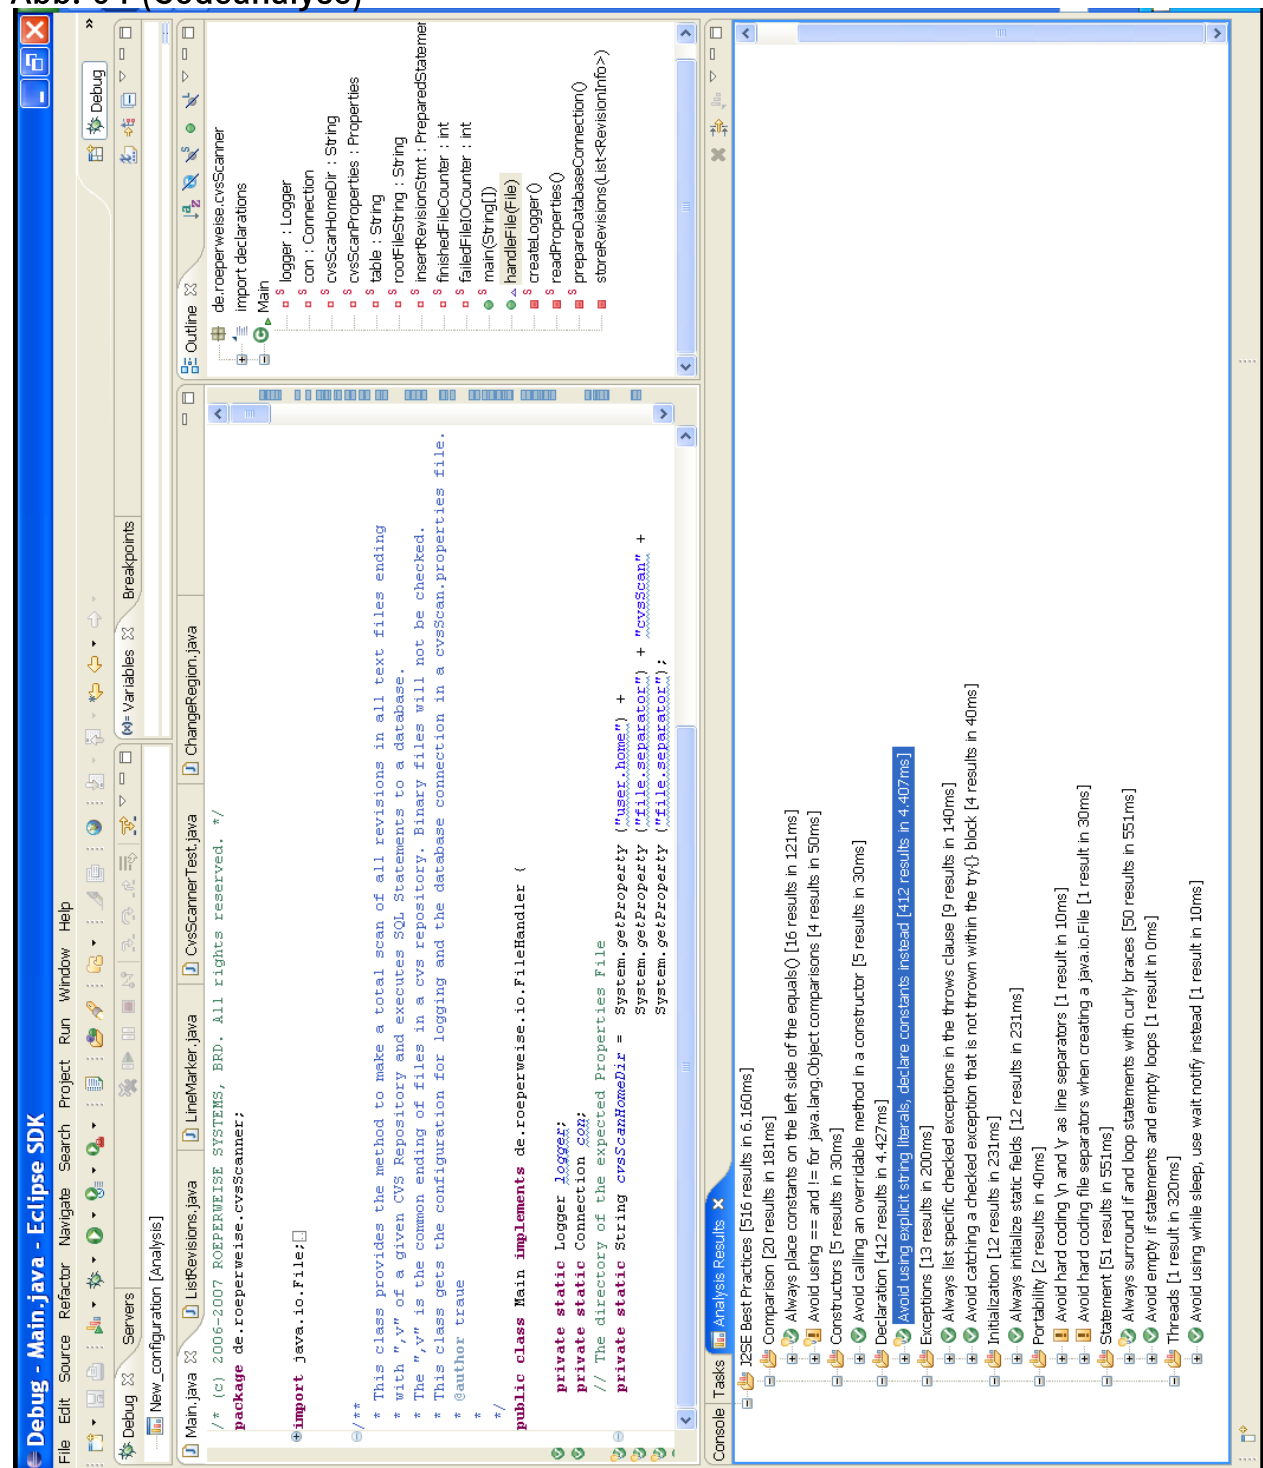 Abb. 04 (Codeanalyse)
Debug - Main.java - Eclipse SDK
File Edit Source Refactor Navigate Search Project Run Window Help
Debug
Debug Servers
New_configuration [Analysis]
Variables Breakpoints
Main.java ListRevisions.java LineMarker.java CvsScannerTest.java ChangeRegion.java
/* (c) 2006-2007 ROEPERWEISE SYSTEMS, BRD. All rights reserved. */
package de.roeperweise.cvsScanner;
import java.io.File;
/**
* This class provides the method to make a total scan of all revisions in all text files ending
* with ",v" of a given CVS Repository and executes SQL Statements to a database.
* The ",v" is the common ending of files in a cvs repository. Binary files will not be checked.
* This class gets the configuration for logging and the database connection in a cvsScan.properties file.
* @author traue
*
*/
public class Main implements de.roeperweise.io.FileHandler {
private static Logger logger;
private static Connection con;
// The directory of the expected Properties File
private static String cvsScanHomeDir = System.getProperty ("user.home") +
System.getProperty ("file.separator") + "cvsScan" +
System.getProperty ("file.separator");
Outline
de.roeperweise.cvsScanner
import declarations
Main
logger : Logger
con : Connection
cvsScanHomeDir : String
cvsScanProperties : Properties
table : String
rootFileString : String
insertRevisionStmt : PreparedStatemer
finishedFileCounter : int
failedFileIOCounter : int
main(String[])
handleFile(File)
createLogger()
readProperties()
prepareDatabaseConnection()
storeRevisions(List<RevisionInfo>)
Console Tasks Analysis Results
J2SE Best Practices [516 results in 6.160ms]
Comparison [20 results in 181ms]
Always place constants on the left side of the equals() [16 results in 121ms]
Avoid using == and != for java.lang.Object comparisons [4 results in 50ms]
Constructors [5 results in 30ms]
Avoid calling an overridable method in a constructor [5 results in 30ms]
Declaration [412 results in 4.427ms]
Avoid using explicit string literals, declare constants instead [412 results in 4.407ms]
Exceptions [13 results in 200ms]
Always list specific checked exceptions in the throws clause [9 results in 140ms]
Avoid catching a checked exception that is not thrown within the try{} block [4 results in 40ms]
Initialization [12 results in 231ms]
Always initialize static fields [12 results in 231ms]
Portability [2 results in 40ms]
Avoid hard coding \n and \r as line separators [1 result in 10ms]
Avoid hard coding file separators when creating a java.io.File [1 result in 30ms]
Statement [51 results in 551ms]
Always surround if and loop statements with curly braces [50 results in 551ms]
Avoid empty if statements and empty loops [1 result in 0ms]
Threads [1 result in 320ms]
Avoid using while sleep, use wait notify instead [1 result in 10ms]